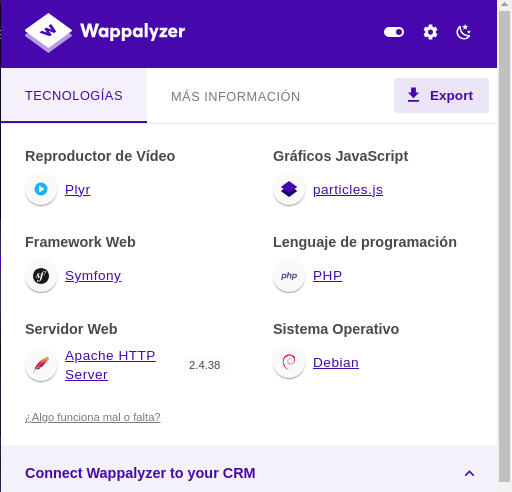 Wappalyzer
TECNOLOGÍAS
MÁS INFORMACIÓN
Export
Reproductor de Vídeo
Plyr
Gráficos JavaScript
particles.js
Framework Web
sf
Symfony
Lenguaje de programación
php
PHP
Servidor Web
Apache HTTP
Server
2.4.38
Sistema Operativo
Debian
¿Algo funciona mal o falta?
Connect Wappalyzer to your CRM